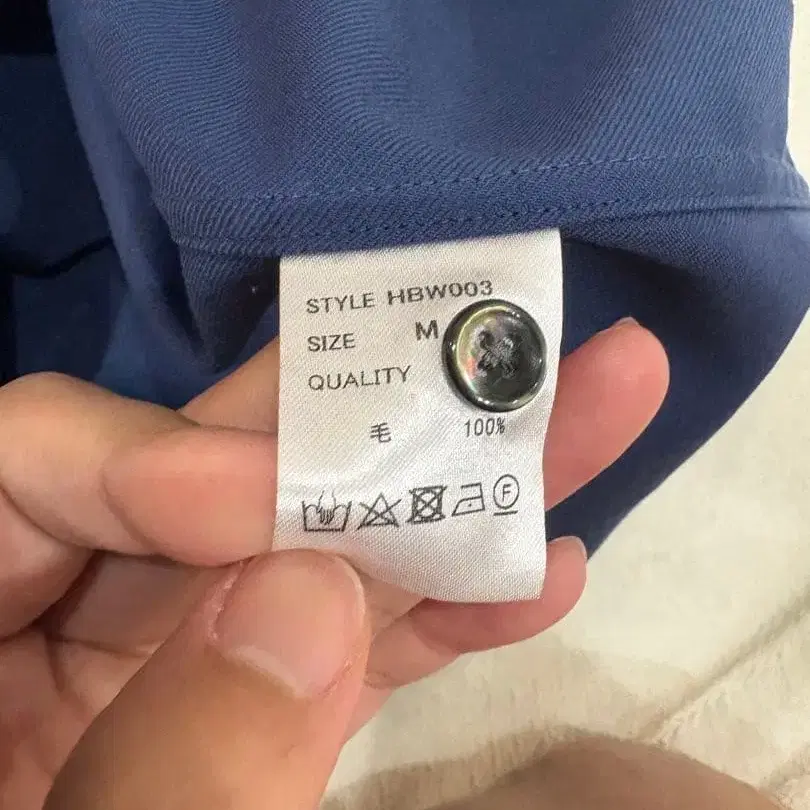 STYLE HBW003
SIZE M
QUALITY
毛 100%
F